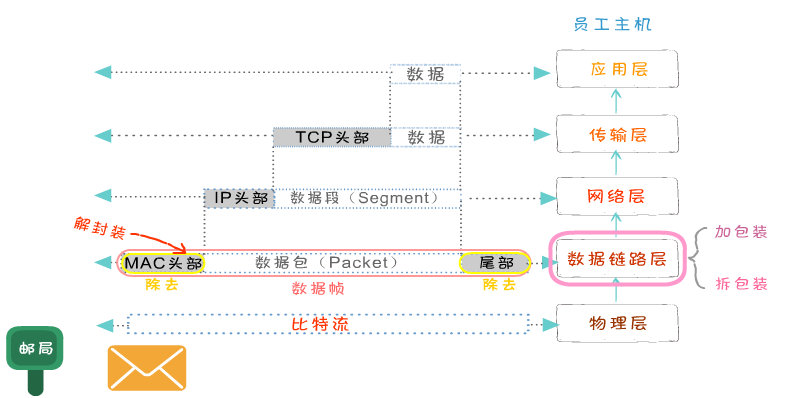 员工主机
数据
应用层
TCP头部
数据
传输层
IP头部
数据段（Segment）
网络层
解封装
MAC头部
数据包（Packet）
尾部
数据链路层
加包装
拆包装
除去
数据帧
除去
比特流
物理层
邮局